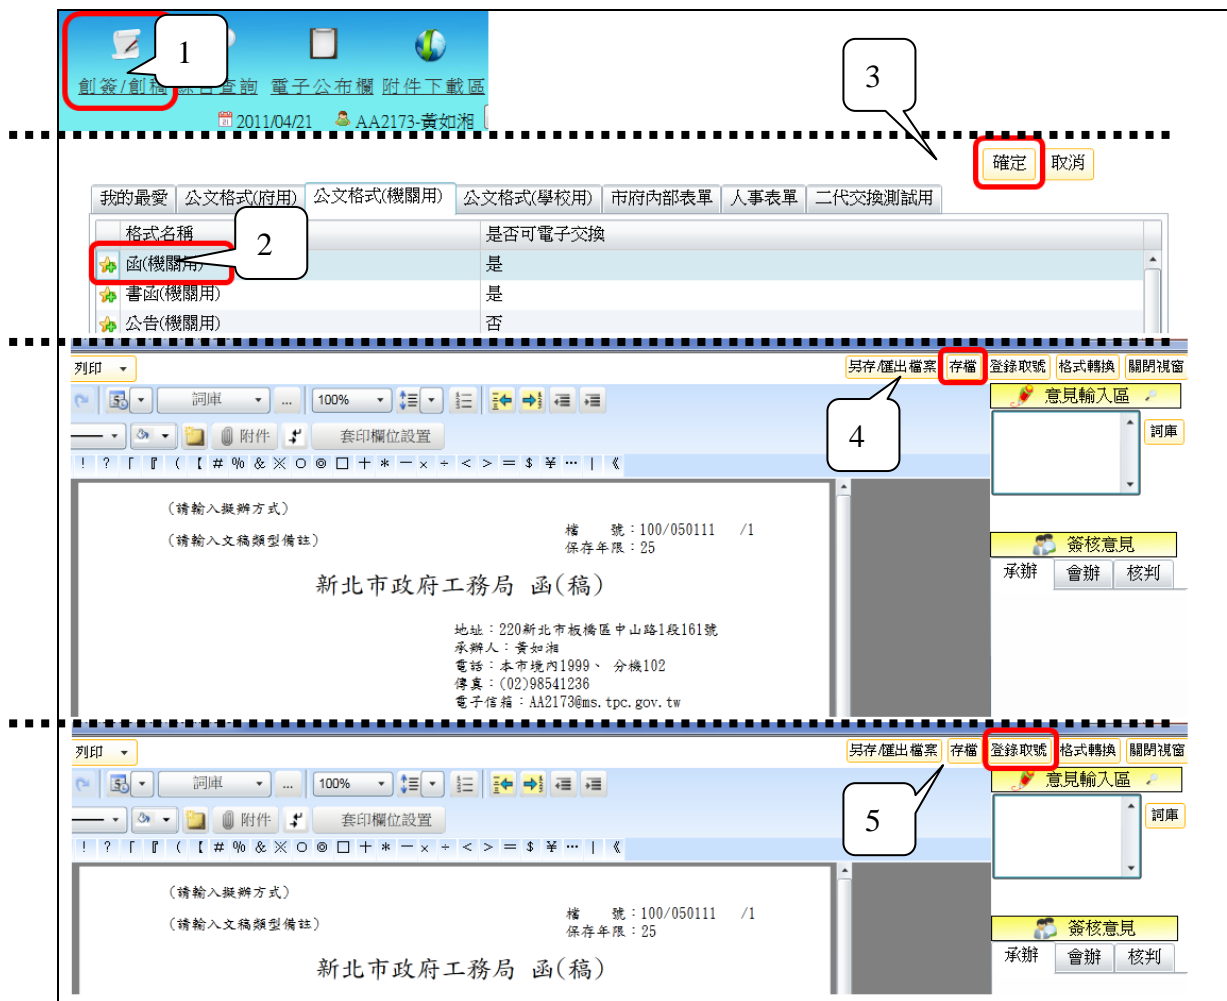 1
創簽/創稿 查詢 電子公布欄 附件下載區
2011/04/21 AA2173-黃如湘
3
確定 取消
我的最愛 公文格式(府用) 公文格式(機關用) 公文格式(學校用) 市府內部表單 人事表單 二代交換測試用
格式名稱 是否可電子交換
2
函(機關用) 是
書函(機關用) 是
公告(機關用) 否
列印 另存/匯出檔案 存檔 登錄取號 格式轉換 關閉視窗
詞庫 ... 100%
意見輸入區
附件 套印欄位設置
4
詞庫
! ? 「 『 ( 【 # % & ※ ○ ◎ □ + * － × ÷ < > = $ ¥ … | 《
(請輸入擬辦方式)
檔 號：100/050111 /1
(請輸入文稿類型備註)
保存年限：25
簽核意見
承辦 會辦 核判
新北市政府工務局 函(稿)
地址：220新北市板橋區中山路1段161號
承辦人：黃如湘
電話：本市境內1999、 分機102
傳真：(02)98541236
電子信箱：AA2173@ms.tpc.gov.tw
列印 另存/匯出檔案 存檔 登錄取號 格式轉換 關閉視窗
詞庫 ... 100%
意見輸入區
附件 套印欄位設置
5
詞庫
! ? 「 『 ( 【 # % & ※ ○ ◎ □ + * － × ÷ < > = $ ¥ … | 《
(請輸入擬辦方式)
檔 號：100/050111 /1
(請輸入文稿類型備註)
保存年限：25
簽核意見
承辦 會辦 核判
新北市政府工務局 函(稿)